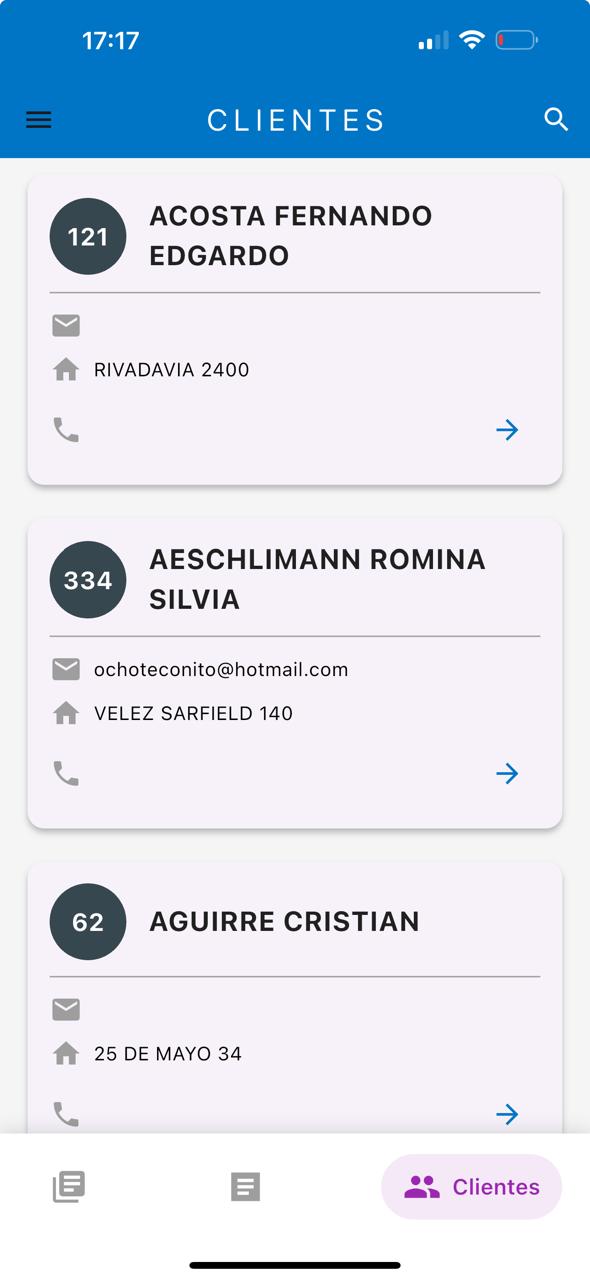 17:17
CLIENTES
121
ACOSTA FERNANDO
EDGARDO
RIVADAVIA 2400
334
AESCHLIMANN ROMINA
SILVIA
ochoteconito@hotmail.com
VELEZ SARFIELD 140
62
AGUIRRE CRISTIAN
25 DE MAYO 34
Clientes